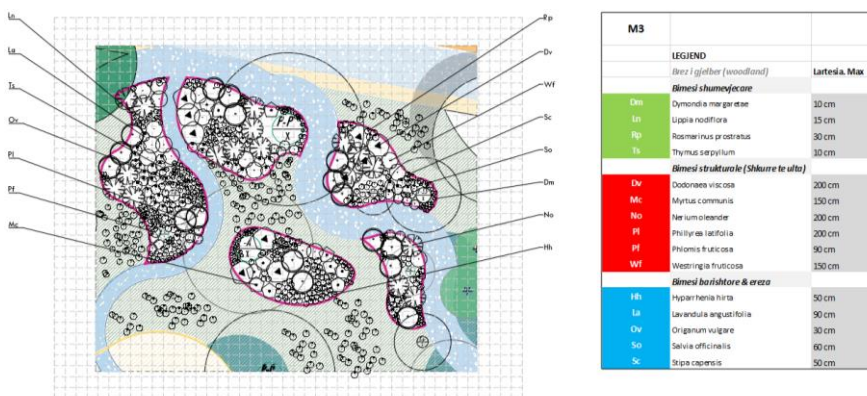 Ln
La
Ts
Ov
Pl
Pf
Mc
Rp
Dv
Wf
Sc
So
Dm
No
Hh
P.P
M3
LEGJEND
Brez i gjelber (woodland) Lartesia. Max
Bimesi shumevjecare
Dm Dymondia margaretae 10 cm
Ln Lippia nodiflora 15 cm
Rp Rosmarinus prostratus 30 cm
Ts Thymus serpyllum 10 cm
Bimesi strukturale (Shkurre te ulta)
Dv Dodonaea viscosa 200 cm
Mc Myrtus communis 150 cm
No Nerium oleander 200 cm
Pl Phillyrea latifolia 200 cm
Pf Phlomis fruticosa 90 cm
Wf Westringia fruticosa 150 cm
Bimesi barishtore & ereza
Hh Hyparrhenia hirta 50 cm
La Lavandula angustifolia 90 cm
Ov Origanum vulgare 30 cm
So Salvia officinalis 60 cm
Sc Stipa capensis 50 cm